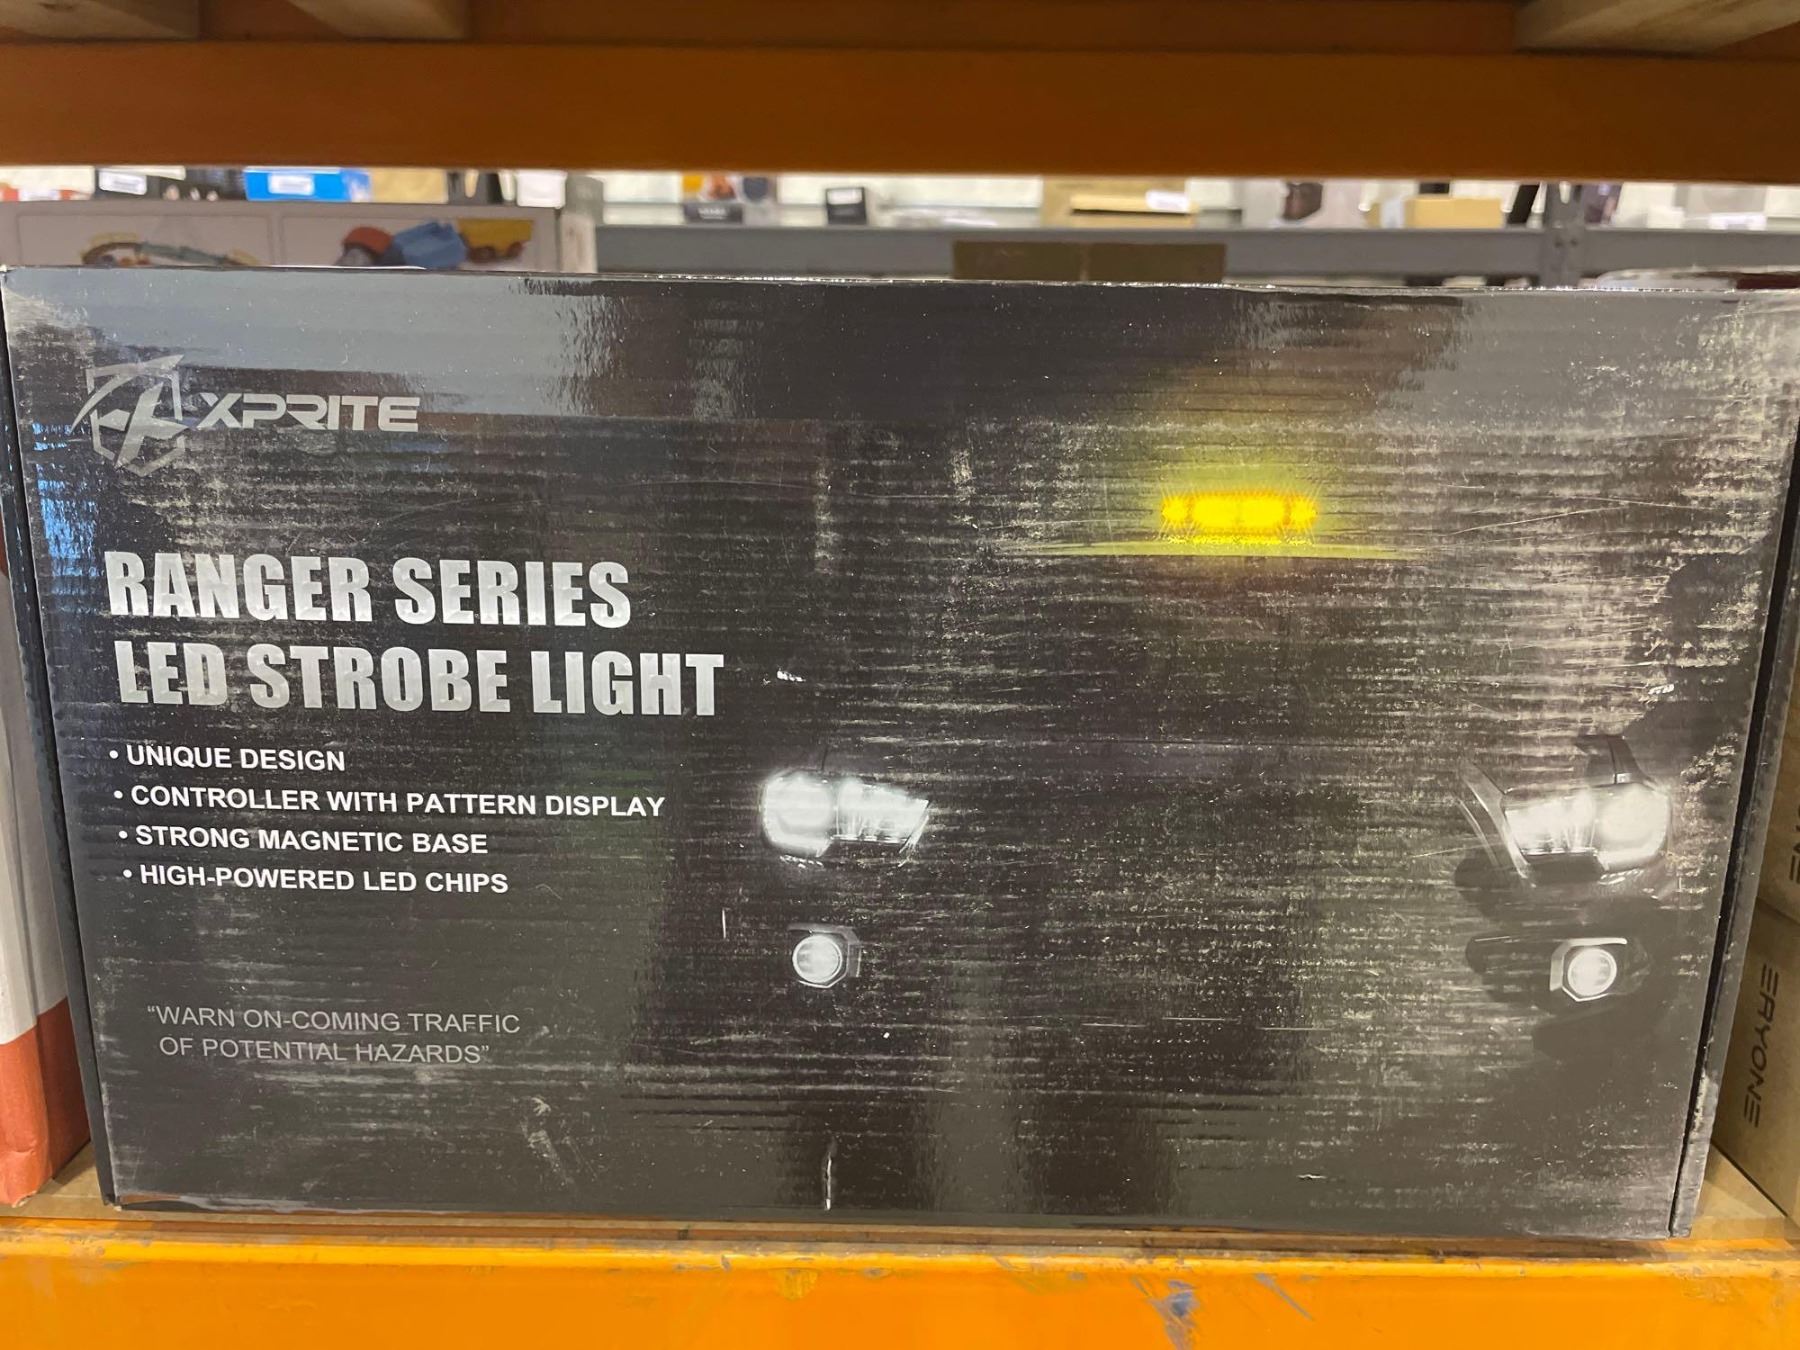 XPRITE
RANGER SERIES
LED STROBE LIGHT
• UNIQUE DESIGN
• CONTROLLER WITH PATTERN DISPLAY
• STRONG MAGNETIC BASE
• HIGH-POWERED LED CHIPS
“WARN ON-COMING TRAFFIC
OF POTENTIAL HAZARDS”
ERYONE